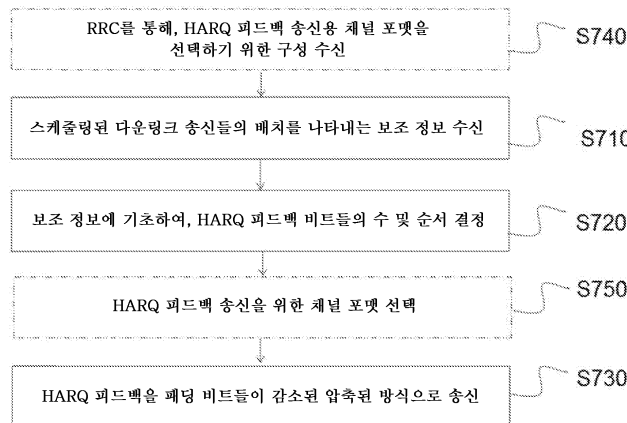 RRC를 통해, HARQ 피드백 송신용 채널 포맷을
선택하기 위한 구성 수신
S740
스케줄링된 다운링크 송신들의 배치를 나타내는 보조 정보 수신
S710
보조 정보에 기초하여, HARQ 피드백 비트들의 수 및 순서 결정
S720
HARQ 피드백 송신을 위한 채널 포맷 선택
S750
HARQ 피드백을 패딩 비트들이 감소된 압축된 방식으로 송신
S730